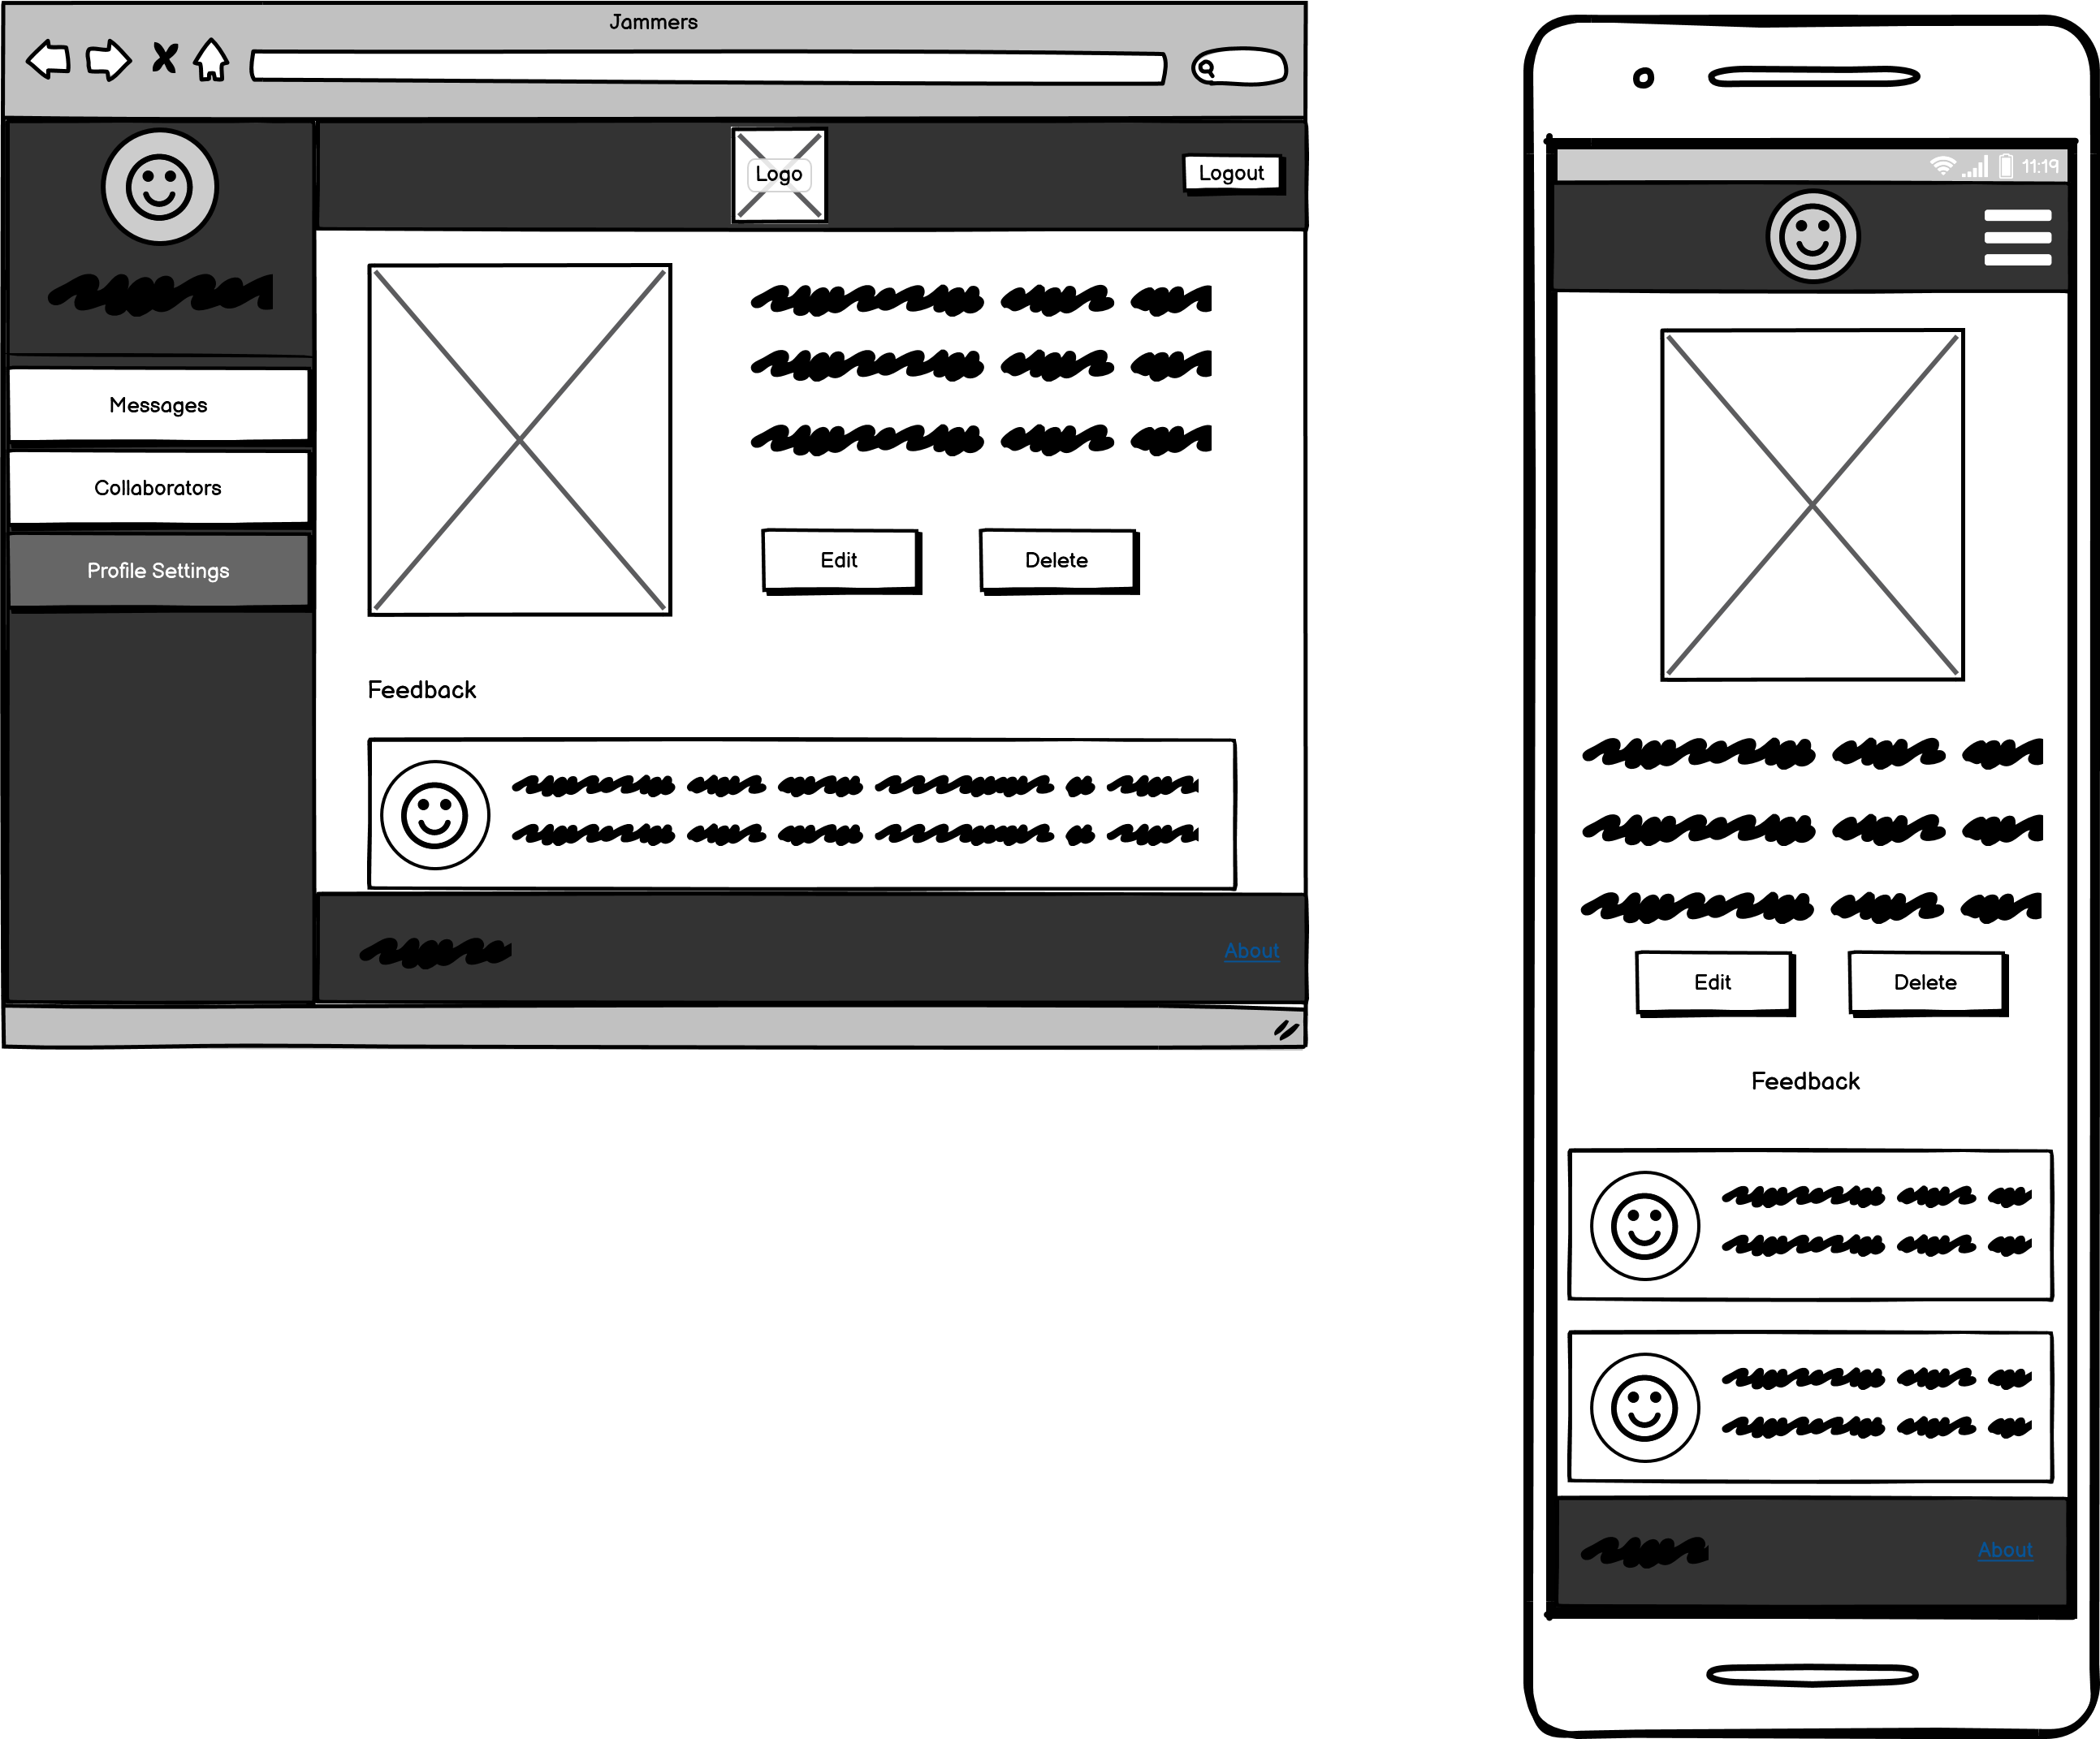 Jammers
Logo
Logout
Messages
Collaborators
Profile Settings
Edit
Delete
Feedback
About
11:19
Edit
Delete
Feedback
About